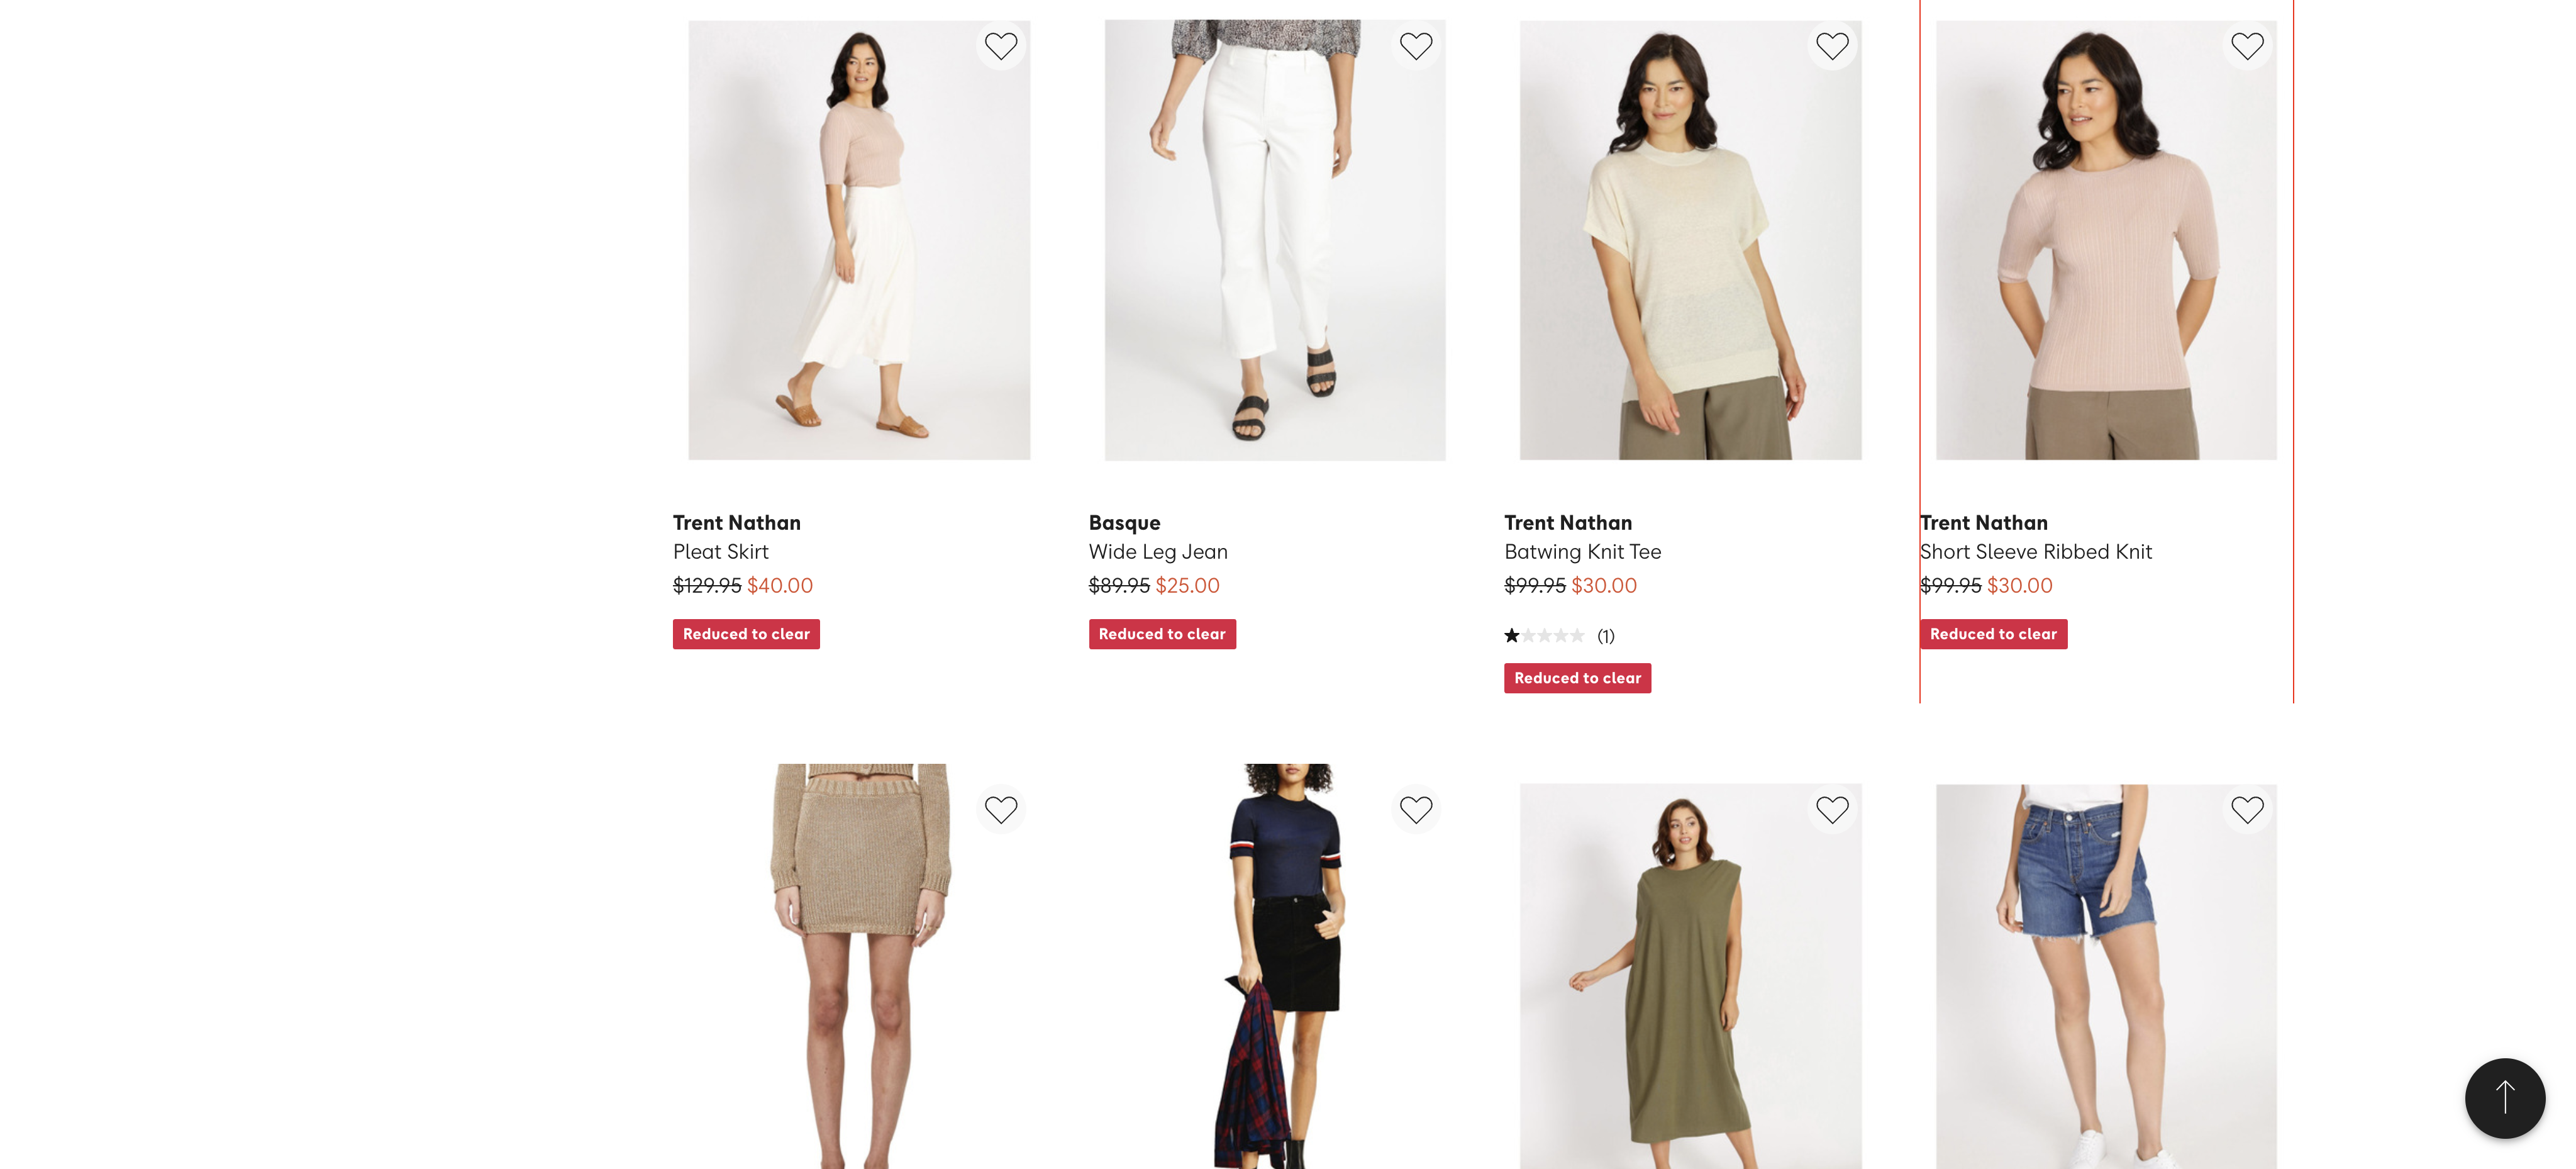 Trent Nathan
Pleat Skirt
$129.95 $40.00
Reduced to clear
Basque
Wide Leg Jean
$89.95 $25.00
Reduced to clear
Trent Nathan
Batwing Knit Tee
$99.95 $30.00
(1)
Reduced to clear
Trent Nathan
Short Sleeve Ribbed Knit
$99.95 $30.00
Reduced to clear